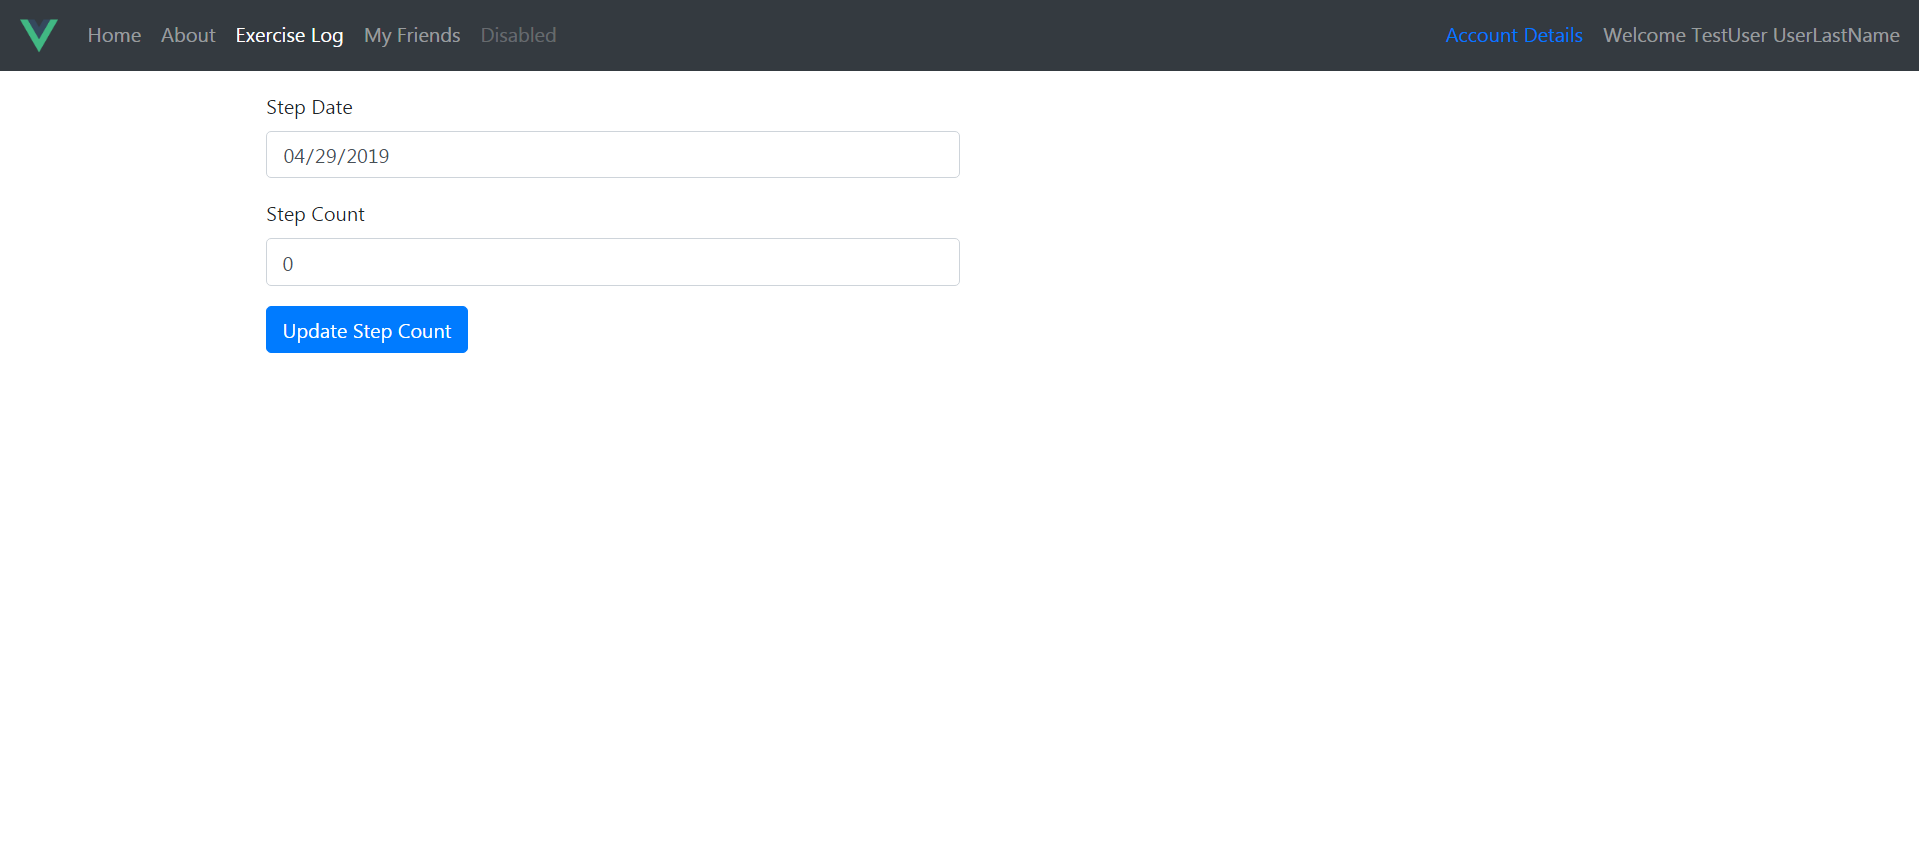 Home About Exercise Log My Friends Disabled Account Details Welcome TestUser UserLastName
Step Date
04/29/2019
Step Count
0
Update Step Count